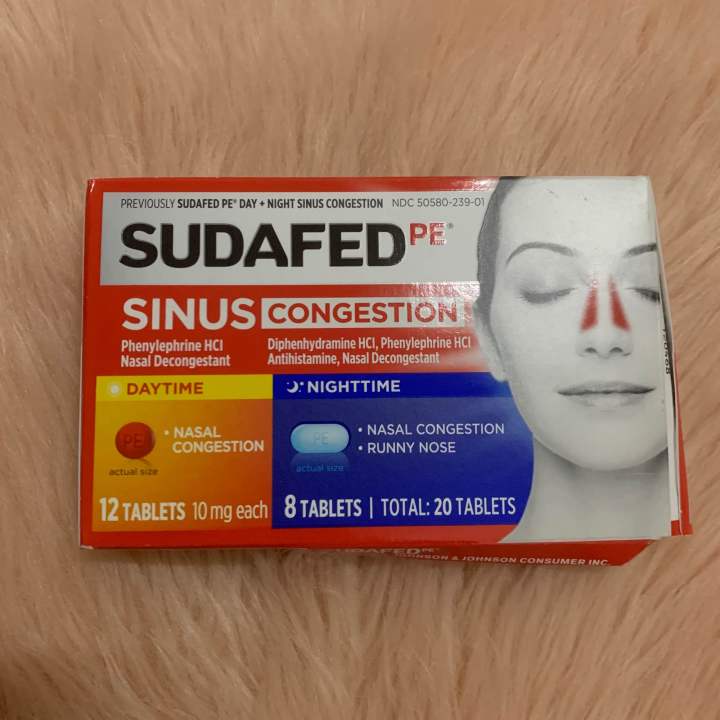 PREVIOUSLY SUDAFED PE® DAY + NIGHT SINUS CONGESTION NDC 50580-239-01
SUDAFED PE®
SINUS CONGESTION
Phenylephrine HCl
Nasal Decongestant
Diphenhydramine HCl, Phenylephrine HCl
Antihistamine, Nasal Decongestant
DAYTIME
PE
actual size
• NASAL
CONGESTION
12 TABLETS 10 mg each
NIGHTTIME
PE
actual size
• NASAL CONGESTION
• RUNNY NOSE
8 TABLETS | TOTAL: 20 TABLETS
SUDAFED PE
JOHNSON & JOHNSON CONSUMER INC.